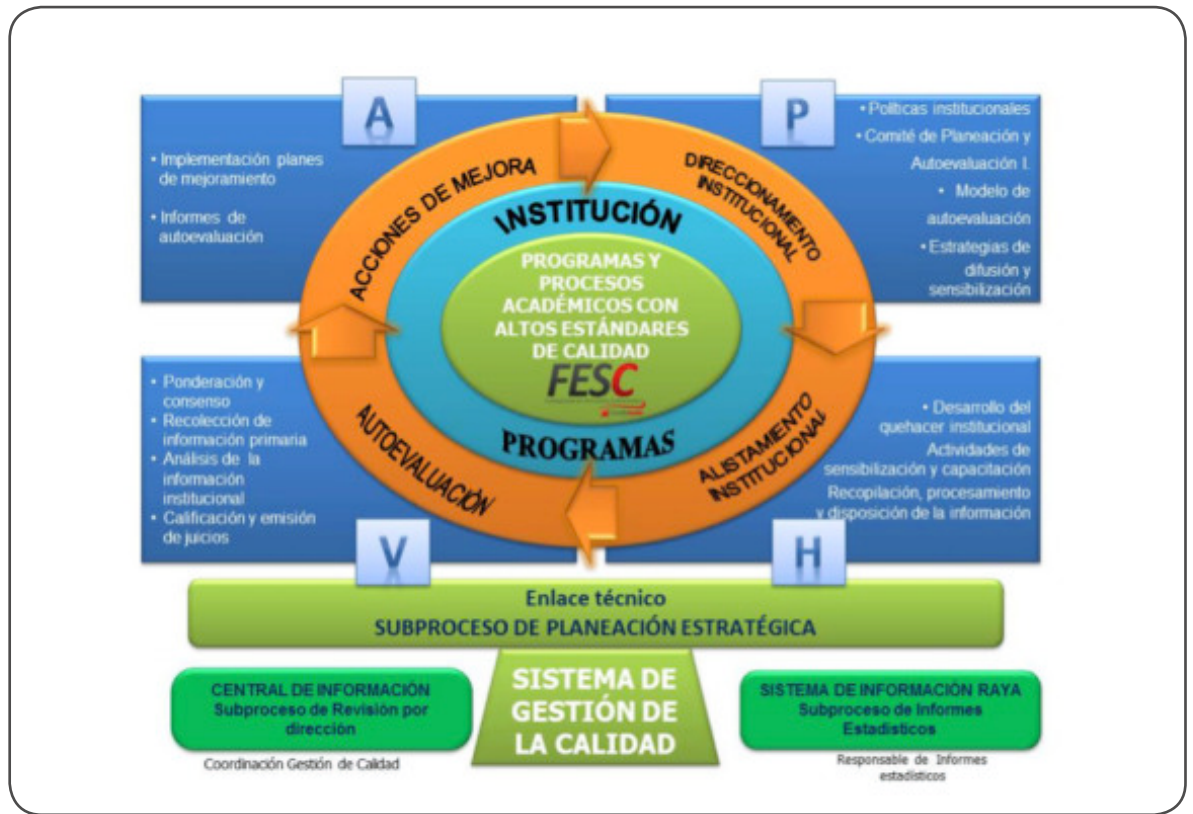 A
• Implementación planes
de mejoramiento
• Informes de
autoevaluación
P
• Políticas institucionales
• Comité de Planeación y
Autoevaluación I.
• Modelo de
autoevaluación
• Estrategias de
difusión y
sensibilización
ACCIONES DE MEJORA
DIRECCIONAMIENTO
INSTITUCIONAL
INSTITUCIÓN
PROGRAMAS Y
PROCESOS
ACADÉMICOS CON
ALTOS ESTÁNDARES
DE CALIDAD
FESC
PROGRAMAS
AUTOEVALUACIÓN
ALISTAMIENTO
INSTITUCIONAL
• Ponderación y
consenso
• Recolección de
información primaria
• Análisis de la
información
institucional
• Calificación y emisión
de juicios
V
• Desarrollo del
quehacer institucional
Actividades de
sensibilización y capacitación
Recopilación, procesamiento
y disposición de la información
H
Enlace técnico
SUBPROCESO DE PLANEACIÓN ESTRATÉGICA
CENTRAL DE INFORMACIÓN
Subproceso de Revisión por
dirección
Coordinación Gestión de Calidad
SISTEMA DE
GESTIÓN DE
LA CALIDAD
SISTEMA DE INFORMACIÓN RAYA
Subproceso de Informes
Estadísticos
Responsable de Informes
estadísticos